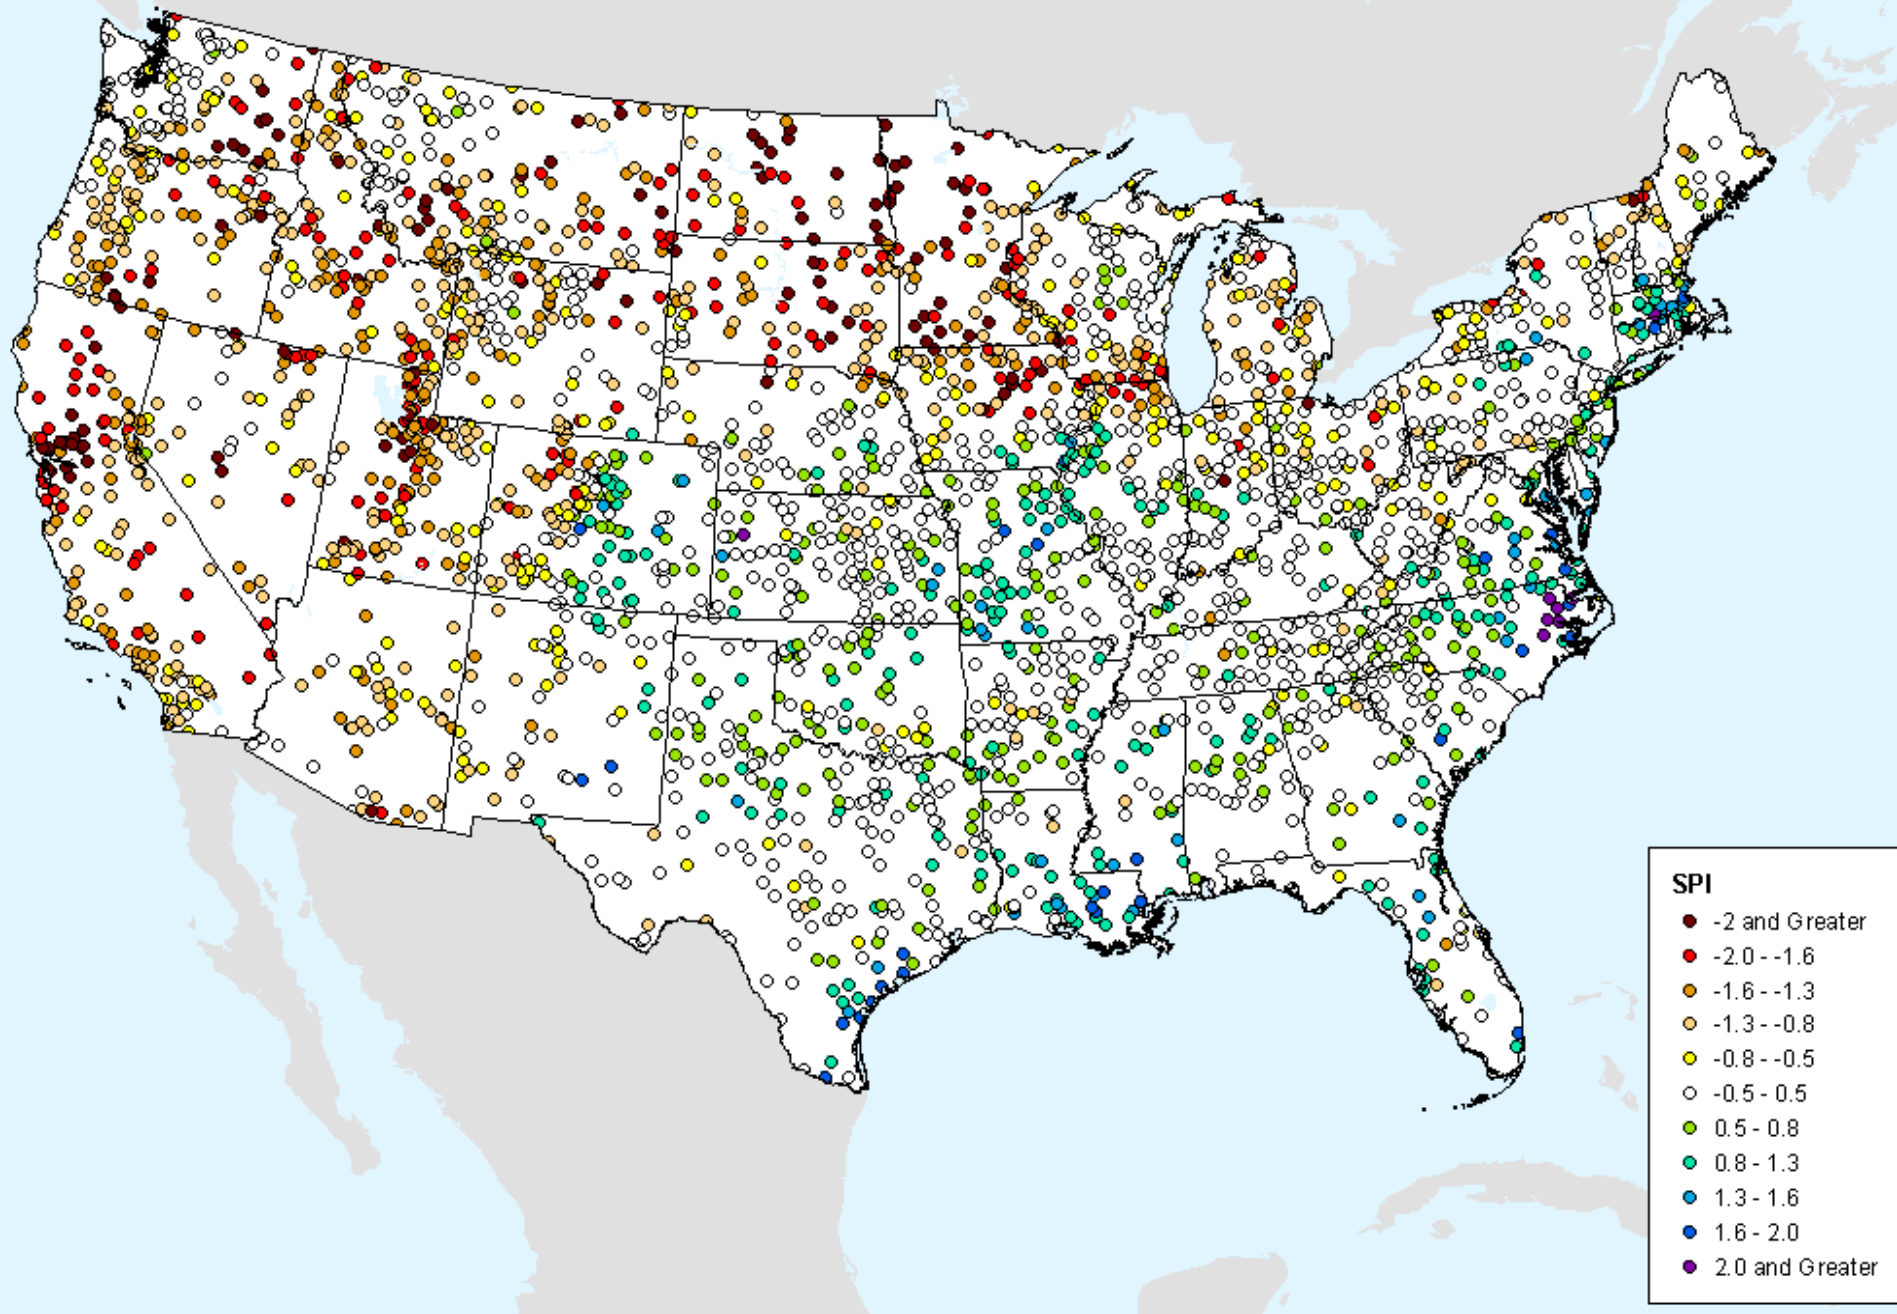 SPI
-2 and Greater
-2.0 - -1.6
-1.6 - -1.3
-1.3 - -0.8
-0.8 - -0.5
-0.5 - 0.5
0.5 - 0.8
0.8 - 1.3
1.3 - 1.6
1.6 - 2.0
2.0 and Greater